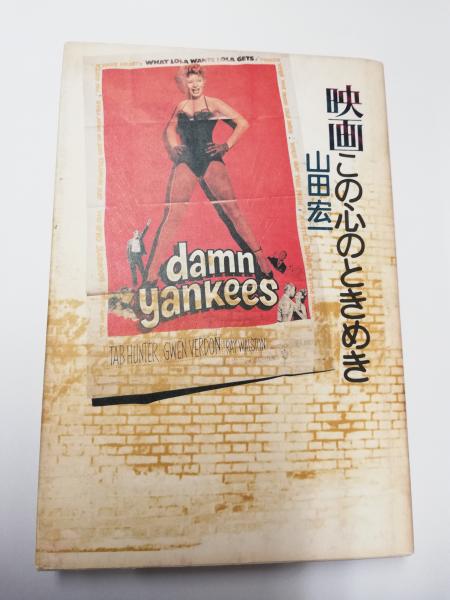 映画この心のときめき
山田宏一
WHAT LOLA WANTS LOLA GETS!
damn
yankees
TAB HUNTER · GWEN VERDON · RAY WALSTON